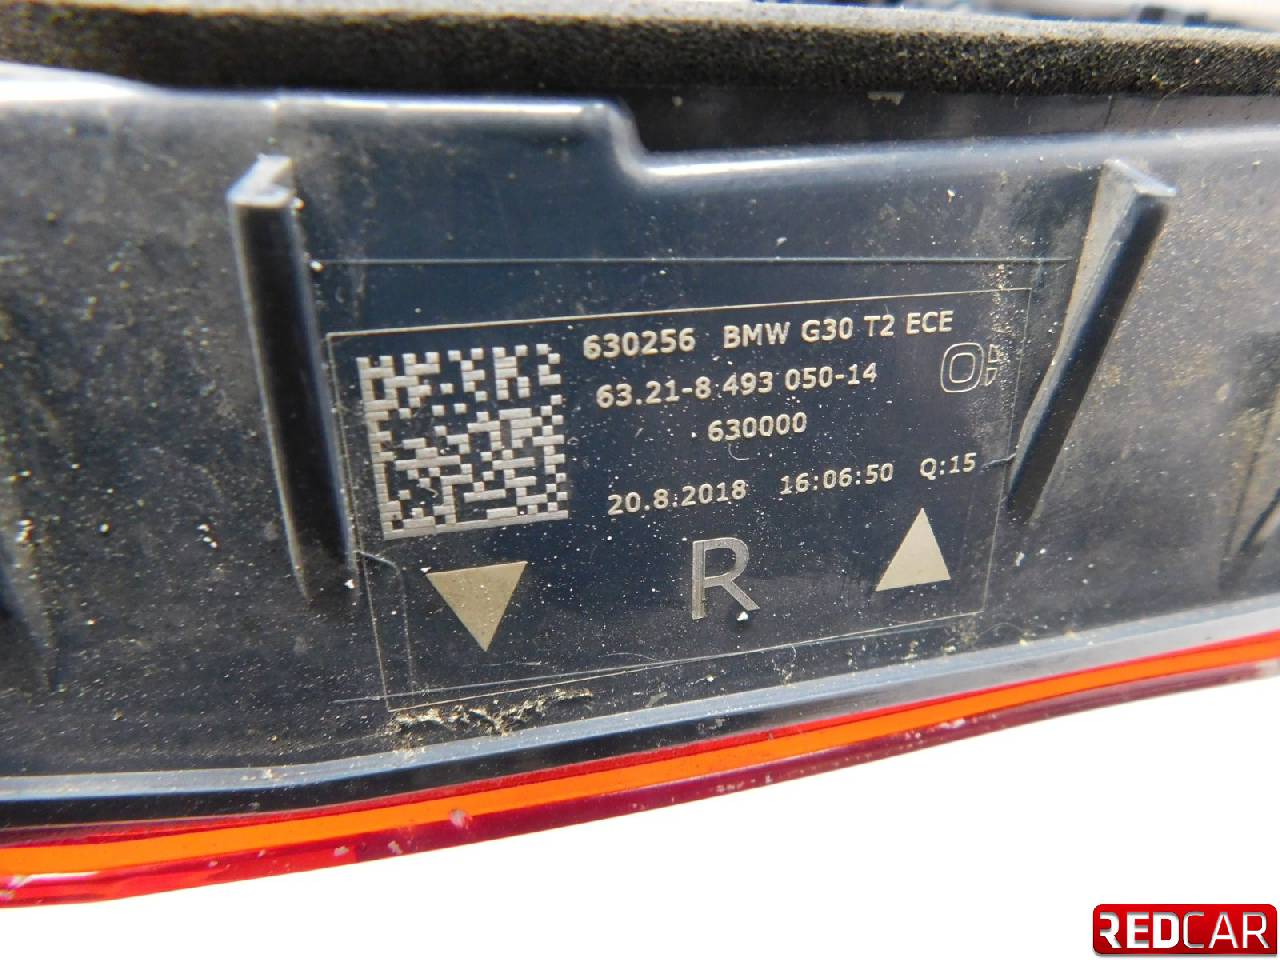 630256 BMW G30 T2 ECE
63.21-8 493 050-14
630000
20.8.2018 16:06:50 Q:15
R
REDCAR